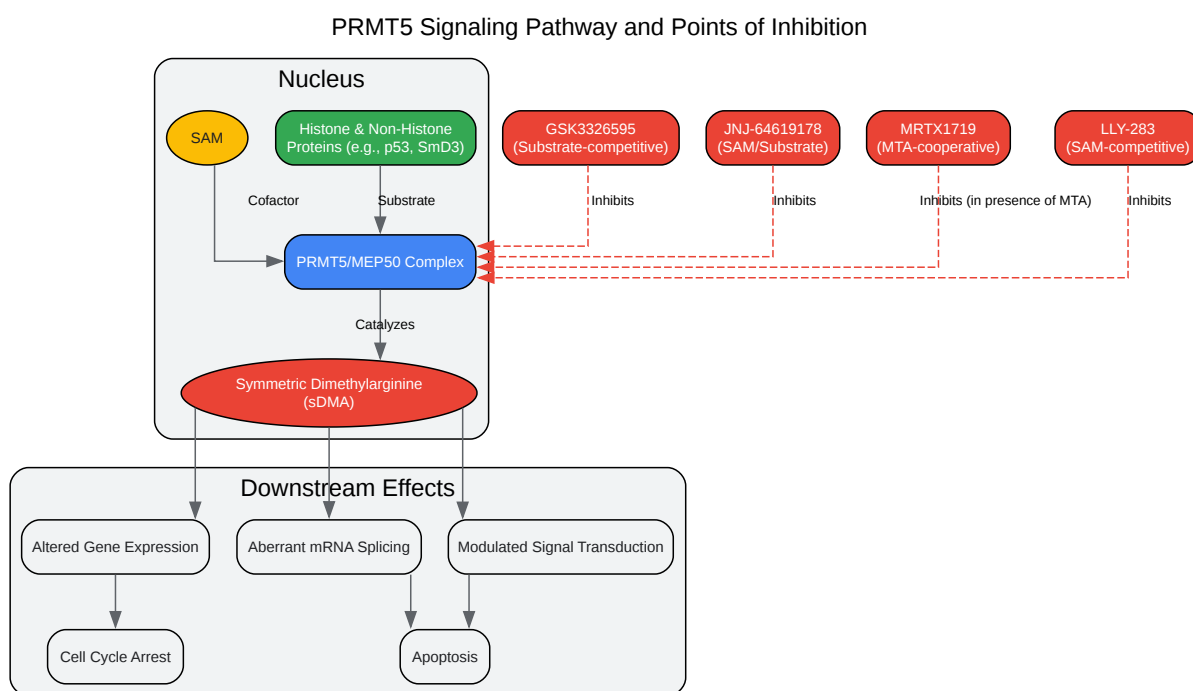 PRMT5 Signaling Pathway and Points of Inhibition
Nucleus
SAM
Histone & Non-Histone
Proteins (e.g., p53, SmD3)
GSK3326595
(Substrate-competitive)
JNJ-64619178
(SAM/Substrate)
MRTX1719
(MTA-cooperative)
LLY-283
(SAM-competitive)
Cofactor
Substrate
Inhibits
Inhibits
Inhibits (in presence of MTA)
Inhibits
PRMT5/MEP50 Complex
Catalyzes
Symmetric Dimethylarginine
(sDMA)
Downstream Effects
Altered Gene Expression
Aberrant mRNA Splicing
Modulated Signal Transduction
Cell Cycle Arrest
Apoptosis